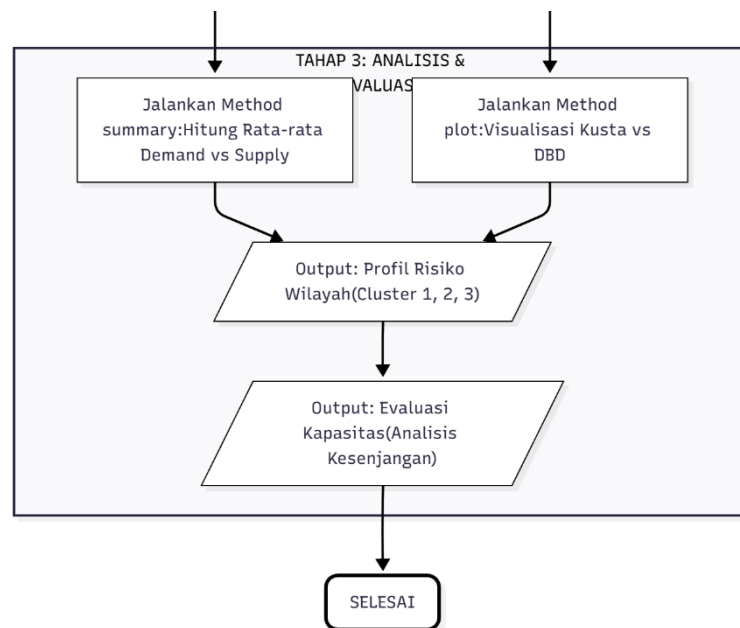 TAHAP 3: ANALISIS &
VALUAS
Jalankan Method
summary:Hitung Rata-rata
Demand vs Supply
Jalankan Method
plot:Visualisasi Kusta vs
DBD
Output: Profil Risiko
Wilayah(Cluster 1, 2, 3)
Output: Evaluasi
Kapasitas(Analisis
Kesenjangan)
SELESAI